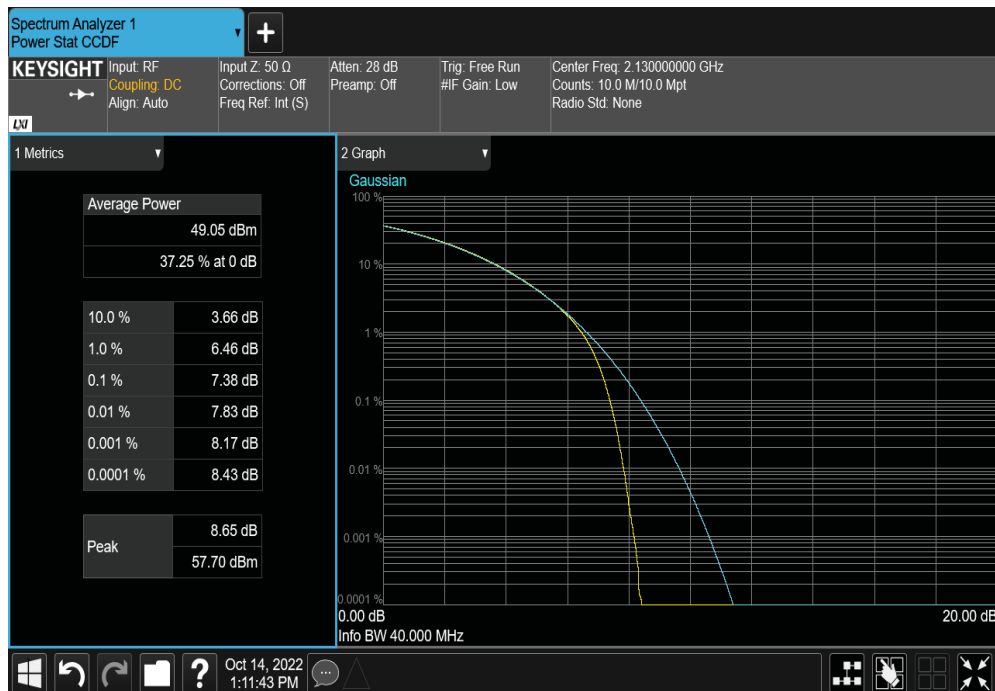 Spectrum Analyzer 1
Power Stat CCDF
KEYSIGHT
LXI
Input: RF
Coupling: DC
Align: Auto
Input Z: 50 Ω
Corrections: Off
Freq Ref: Int (S)
Atten: 28 dB
Preamp: Off
Trig: Free Run
#IF Gain: Low
Center Freq: 2.130000000 GHz
Counts: 10.0 M/10.0 Mpt
Radio Std: None
1 Metrics
Average Power
49.05 dBm
37.25 % at 0 dB
10.0 % 3.66 dB
1.0 % 6.46 dB
0.1 % 7.38 dB
0.01 % 7.83 dB
0.001 % 8.17 dB
0.0001 % 8.43 dB
Peak
8.65 dB
57.70 dBm
2 Graph
Gaussian
100 %
10 %
1 %
0.1 %
0.01 %
0.001 %
0.0001 %
0.00 dB 20.00 dB
Info BW 40.000 MHz
Oct 14, 2022
1:11:43 PM